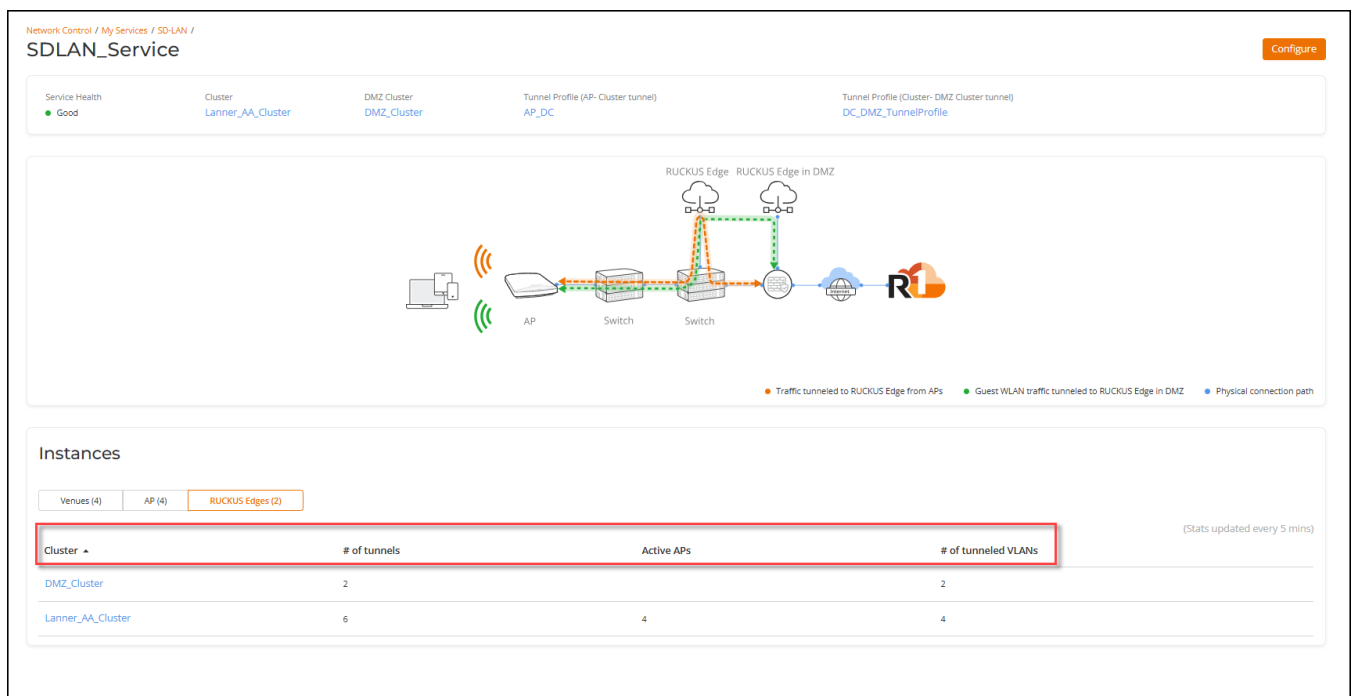 Network Control / My Services / SD-LAN /
SDLAN_Service
Configure
Service Health
Cluster
DMZ Cluster
Tunnel Profile (AP- Cluster tunnel)
Tunnel Profile (Cluster- DMZ Cluster tunnel)
Good
Lanner_AA_Cluster
DMZ_Cluster
AP_DC
DC_DMZ_TunnelProfile
RUCKUS Edge
RUCKUS Edge in DMZ
Internet
R1
AP
Switch
Switch
Traffic tunneled to RUCKUS Edge from APs
Guest WLAN traffic tunneled to RUCKUS Edge in DMZ
Physical connection path
Instances
Venues (4)
AP (4)
RUCKUS Edges (2)
(Stats updated every 5 mins)
Cluster
# of tunnels
Active APs
# of tunneled VLANs
DMZ_Cluster
2
2
Lanner_AA_Cluster
6
4
4